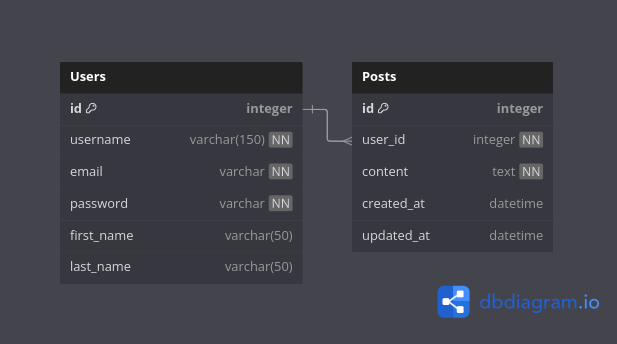 Users
id integer
username varchar(150) NN
email varchar NN
password varchar NN
first_name varchar(50)
last_name varchar(50)
Posts
id integer
user_id integer NN
content text NN
created_at datetime
updated_at datetime
dbdiagram.io